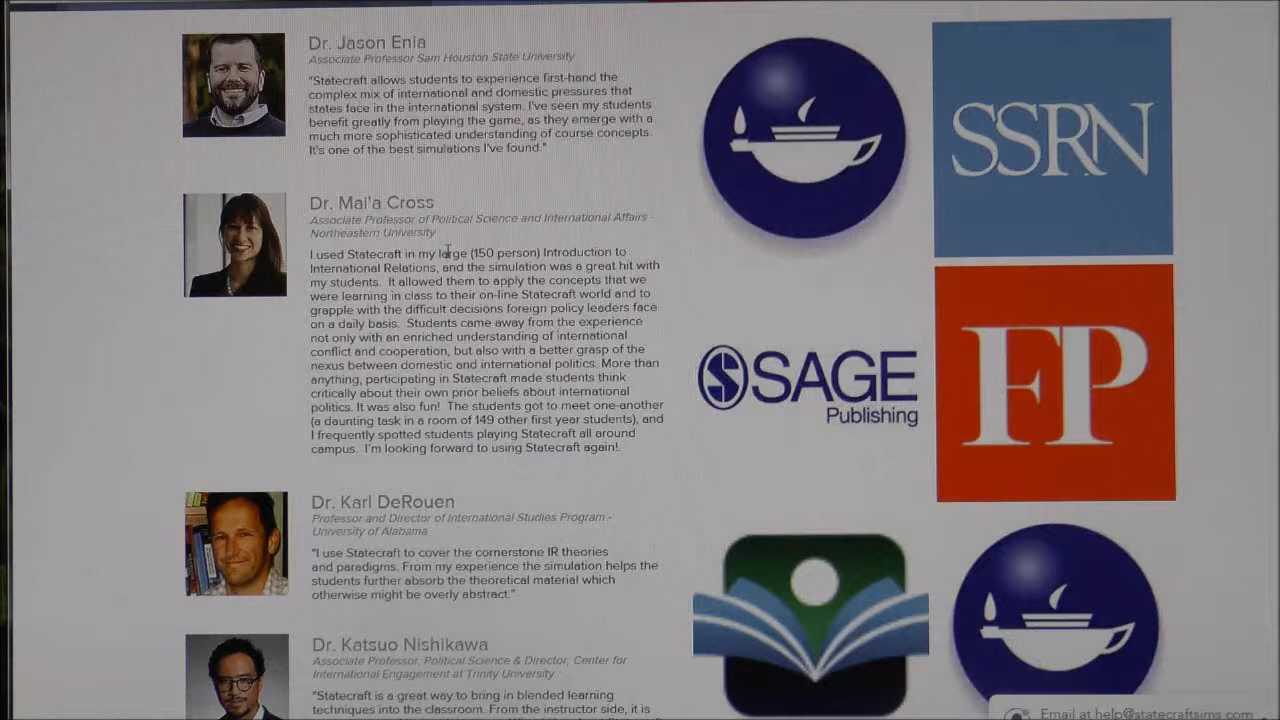 Dr. Jason Enia
Associate Professor Sam Houston State University
"Statecraft allows students to experience first-hand the
complex mix of international and domestic pressures that
states face in the international system. I've seen my students
benefit greatly from playing the game, as they emerge with a
much more sophisticated understanding of course concepts.
It's one of the best simulations I've found."
Dr. Mai'a Cross
Associate Professor of Political Science and International Affairs -
Northeastern University
I used Statecraft in my large (150 person) Introduction to
International Relations, and the simulation was a great hit with
my students. It allowed them to apply the concepts that we
were learning in class to their on-line Statecraft world and to
grapple with the difficult decisions foreign policy leaders face
on a daily basis. Students came away from the experience
not only with an enriched understanding of international
conflict and cooperation, but also with a better grasp of the
nexus between domestic and international politics. More than
anything, participating in Statecraft made students think
critically about their own prior beliefs about international
politics. It was also fun! The students got to meet one-another
(a daunting task in a room of 149 other first year students), and
I frequently spotted students playing Statecraft all around
campus. I'm looking forward to using Statecraft again!.
Dr. Karl DeRouen
Professor and Director of International Studies Program -
University of Alabama
"I use Statecraft to cover the cornerstone IR theories
and paradigms. From my experience the simulation helps the
students further absorb the theoretical material which
otherwise might be overly abstract."
Dr. Katsuo Nishikawa
Associate Professor, Political Science & Director, Center for
International Engagement at Trinity University
"Statecraft is a great way to bring in blended learning
techniques into the classroom. From the instructor side, it is
SSRN
S SAGE
Publishing
FP
Email at help@statecraftsims.com